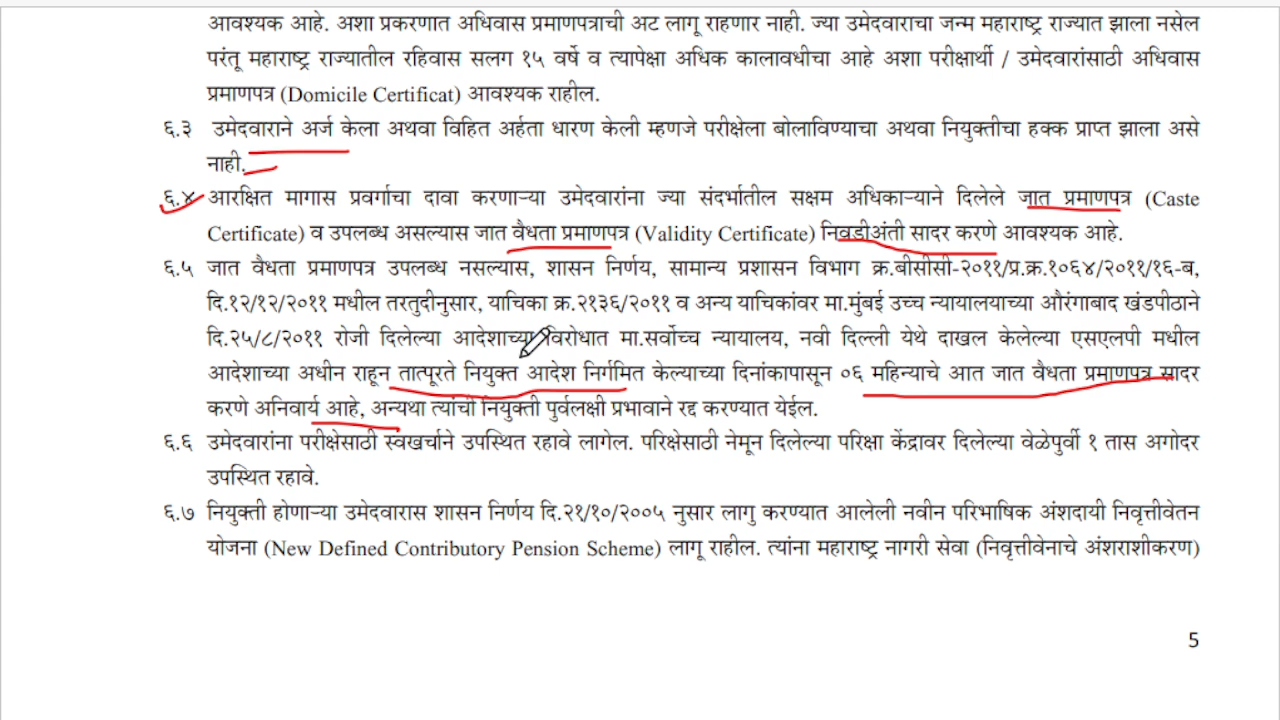 आवश्यक आहे. अशा प्रकरणात अधिवास प्रमाणपत्राची अट लागू राहणार नाही. ज्या उमेदवाराचा जन्म महाराष्ट्र राज्यात झाला नसेल
परंतू महाराष्ट्र राज्यातील रहिवास सलग १५ वर्षे व त्यापेक्षा अधिक कालावधीचा आहे अशा परीक्षार्थी / उमेदवारांसाठी अधिवास
प्रमाणपत्र (Domicile Certificat) आवश्यक राहील.
६.३ उमेदवाराने अर्ज केला अथवा विहित अर्हता धारण केली म्हणजे परीक्षेला बोलाविण्याचा अथवा नियुक्तीचा हक्क प्राप्त झाला असे
नाही.
६.४ आरक्षित मागास प्रवर्गाचा दावा करणाऱ्या उमेदवारांना ज्या संदर्भातील सक्षम अधिकाऱ्याने दिलेले जात प्रमाणपत्र (Caste
Certificate) व उपलब्ध असल्यास जात वैधता प्रमाणपत्र (Validity Certificate) निवडीअंती सादर करणे आवश्यक आहे.
६.५ जात वैधता प्रमाणपत्र उपलब्ध नसल्यास, शासन निर्णय, सामान्य प्रशासन विभाग क्र.बीसीसी-२०११/प्र.क्र.१०६४/२०११/१६-ब,
दि.१२/१२/२०११ मधील तरतुदीनुसार, याचिका क्र.२१३६/२०११ व अन्य याचिकांवर मा.मुंबई उच्च न्यायालयाच्या औरंगाबाद खंडपीठाने
दि.२५/८/२०११ रोजी दिलेल्या आदेशाच्या विरोधात मा.सर्वोच्च न्यायालय, नवी दिल्ली येथे दाखल केलेल्या एसएलपी मधील
आदेशाच्या अधीन राहून तात्पूरते नियुक्त आदेश निर्गमित केल्याच्या दिनांकापासून ०६ महिन्याचे आत जात वैधता प्रमाणपत्र सादर
करणे अनिवार्य आहे, अन्यथा त्यांची नियुक्ती पुर्वलक्षी प्रभावाने रद्द करण्यात येईल.
६.६ उमेदवारांना परीक्षेसाठी स्वखर्चाने उपस्थित रहावे लागेल. परिक्षेसाठी नेमून दिलेल्या परिक्षा केंद्रावर दिलेल्या वेळेपुर्वी १ तास अगोदर
उपस्थित रहावे.
६.७ नियुक्ती होणाऱ्या उमेदवारास शासन निर्णय दि.२१/१०/२००५ नुसार लागु करण्यात आलेली नवीन परिभाषिक अंशदायी निवृत्तीवेतन
योजना (New Defined Contributory Pension Scheme) लागू राहील. त्यांना महाराष्ट्र नागरी सेवा (निवृत्तीवेनाचे अंशराशीकरण)
5